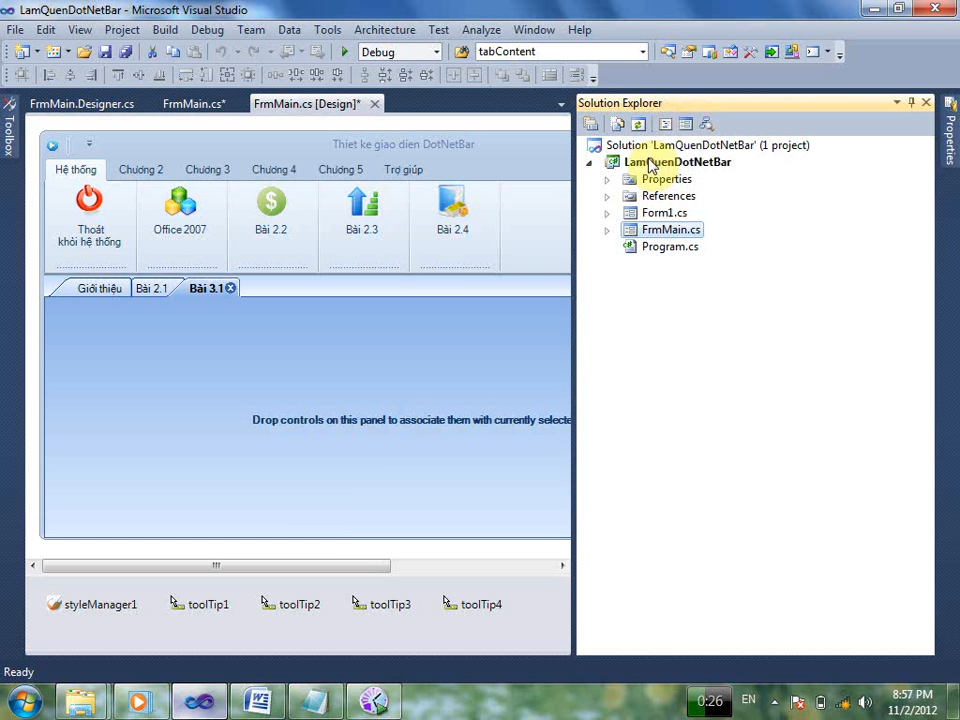 LamQuenDotNetBar - Microsoft Visual Studio
File Edit View Project Build Debug Team Data Tools Architecture Test Analyze Window Help
Debug tabContent
FrmMain.Designer.cs FrmMain.cs* FrmMain.cs [Design]*
Solution Explorer
Toolbox
Properties
Thiet ke giao dien DotNetBar
Hệ thống Chương 2 Chương 3 Chương 4 Chương 5 Trợ giúp
Thoát
khỏi hệ thống
Office 2007
Bài 2.2
Bài 2.3
Bài 2.4
Giới thiệu Bài 2.1 Bài 3.1
Drop controls on this panel to associate them with currently selecte
Solution 'LamQuenDotNetBar' (1 project)
LamQuenDotNetBar
Properties
References
Form1.cs
FrmMain.cs
Program.cs
styleManager1 toolTip1 toolTip2 toolTip3 toolTip4
Ready
0:26 EN 8:57 PM
11/2/2012